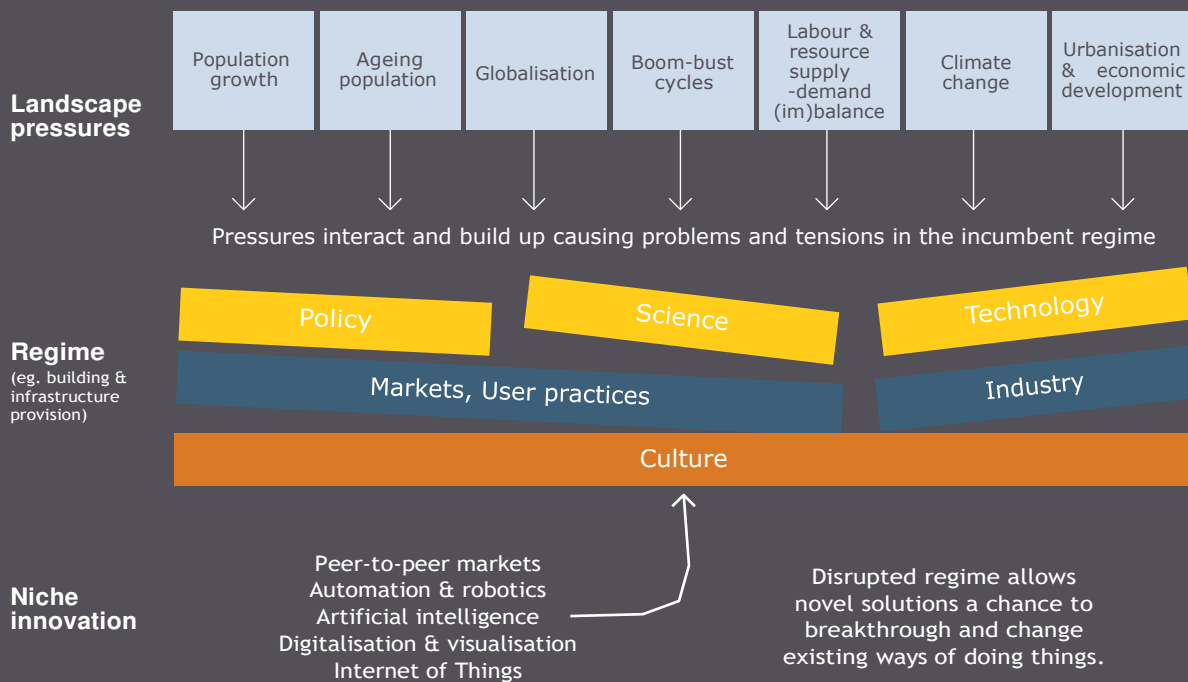 Landscape
pressures
Population
growth
Ageing
population
Globalisation
Boom-bust
cycles
Labour &
resource
supply
-demand
(im)balance
Climate
change
Urbanisation
& economic
development
Pressures interact and build up causing problems and tensions in the incumbent regime
Regime
(eg. building &
infrastructure
provision)
Policy
Science
Technology
Markets, User practices
Industry
Culture
Niche
innovation
Peer-to-peer markets
Automation & robotics
Artificial intelligence
Digitalisation & visualisation
Internet of Things
Disrupted regime allows
novel solutions a chance to
breakthrough and change
existing ways of doing things.